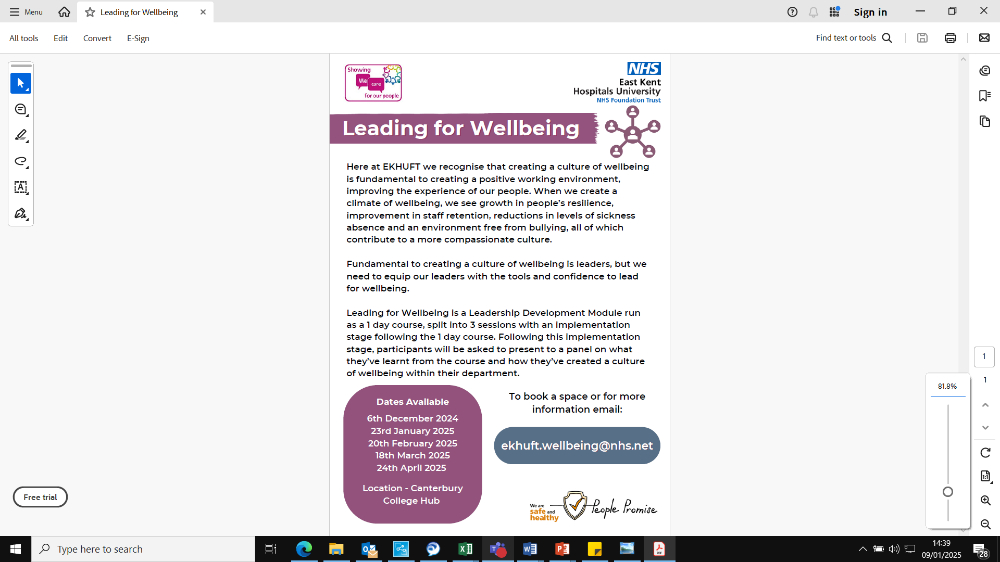 Menu
Leading for Wellbeing
Sign in
All tools
Edit
Convert
E-Sign
Find text or tools
Showing
We
care
for our people
NHS
East Kent
Hospitals University
NHS Foundation Trust
Leading for Wellbeing
Here at EKHUFT we recognise that creating a culture of wellbeing
is fundamental to creating a positive working environment,
improving the experience of our people. When we create a
climate of wellbeing, we see growth in people's resilience,
improvement in staff retention, reductions in levels of sickness
absence and an environment free from bullying, all of which
contribute to a more compassionate culture.
Fundamental to creating a culture of wellbeing is leaders, but we
need to equip our leaders with the tools and confidence to lead
for wellbeing.
Leading for Wellbeing is a Leadership Development Module run
as a 1 day course, split into 3 sessions with an implementation
stage following the 1 day course. Following this implementation
stage, participants will be asked to present to a panel on what
they've learnt from the course and how they've created a culture
of wellbeing within their department.
Dates Available
6th December 2024
23rd January 2025
20th February 2025
18th March 2025
24th April 2025
Location - Canterbury
College Hub
To book a space or for more
information email:
ekhuft.wellbeing@nhs.net
We are
safe and
healthy
People Promise
1
1
81.8%
Free trial
Type here to search
14:39
09/01/2025
28